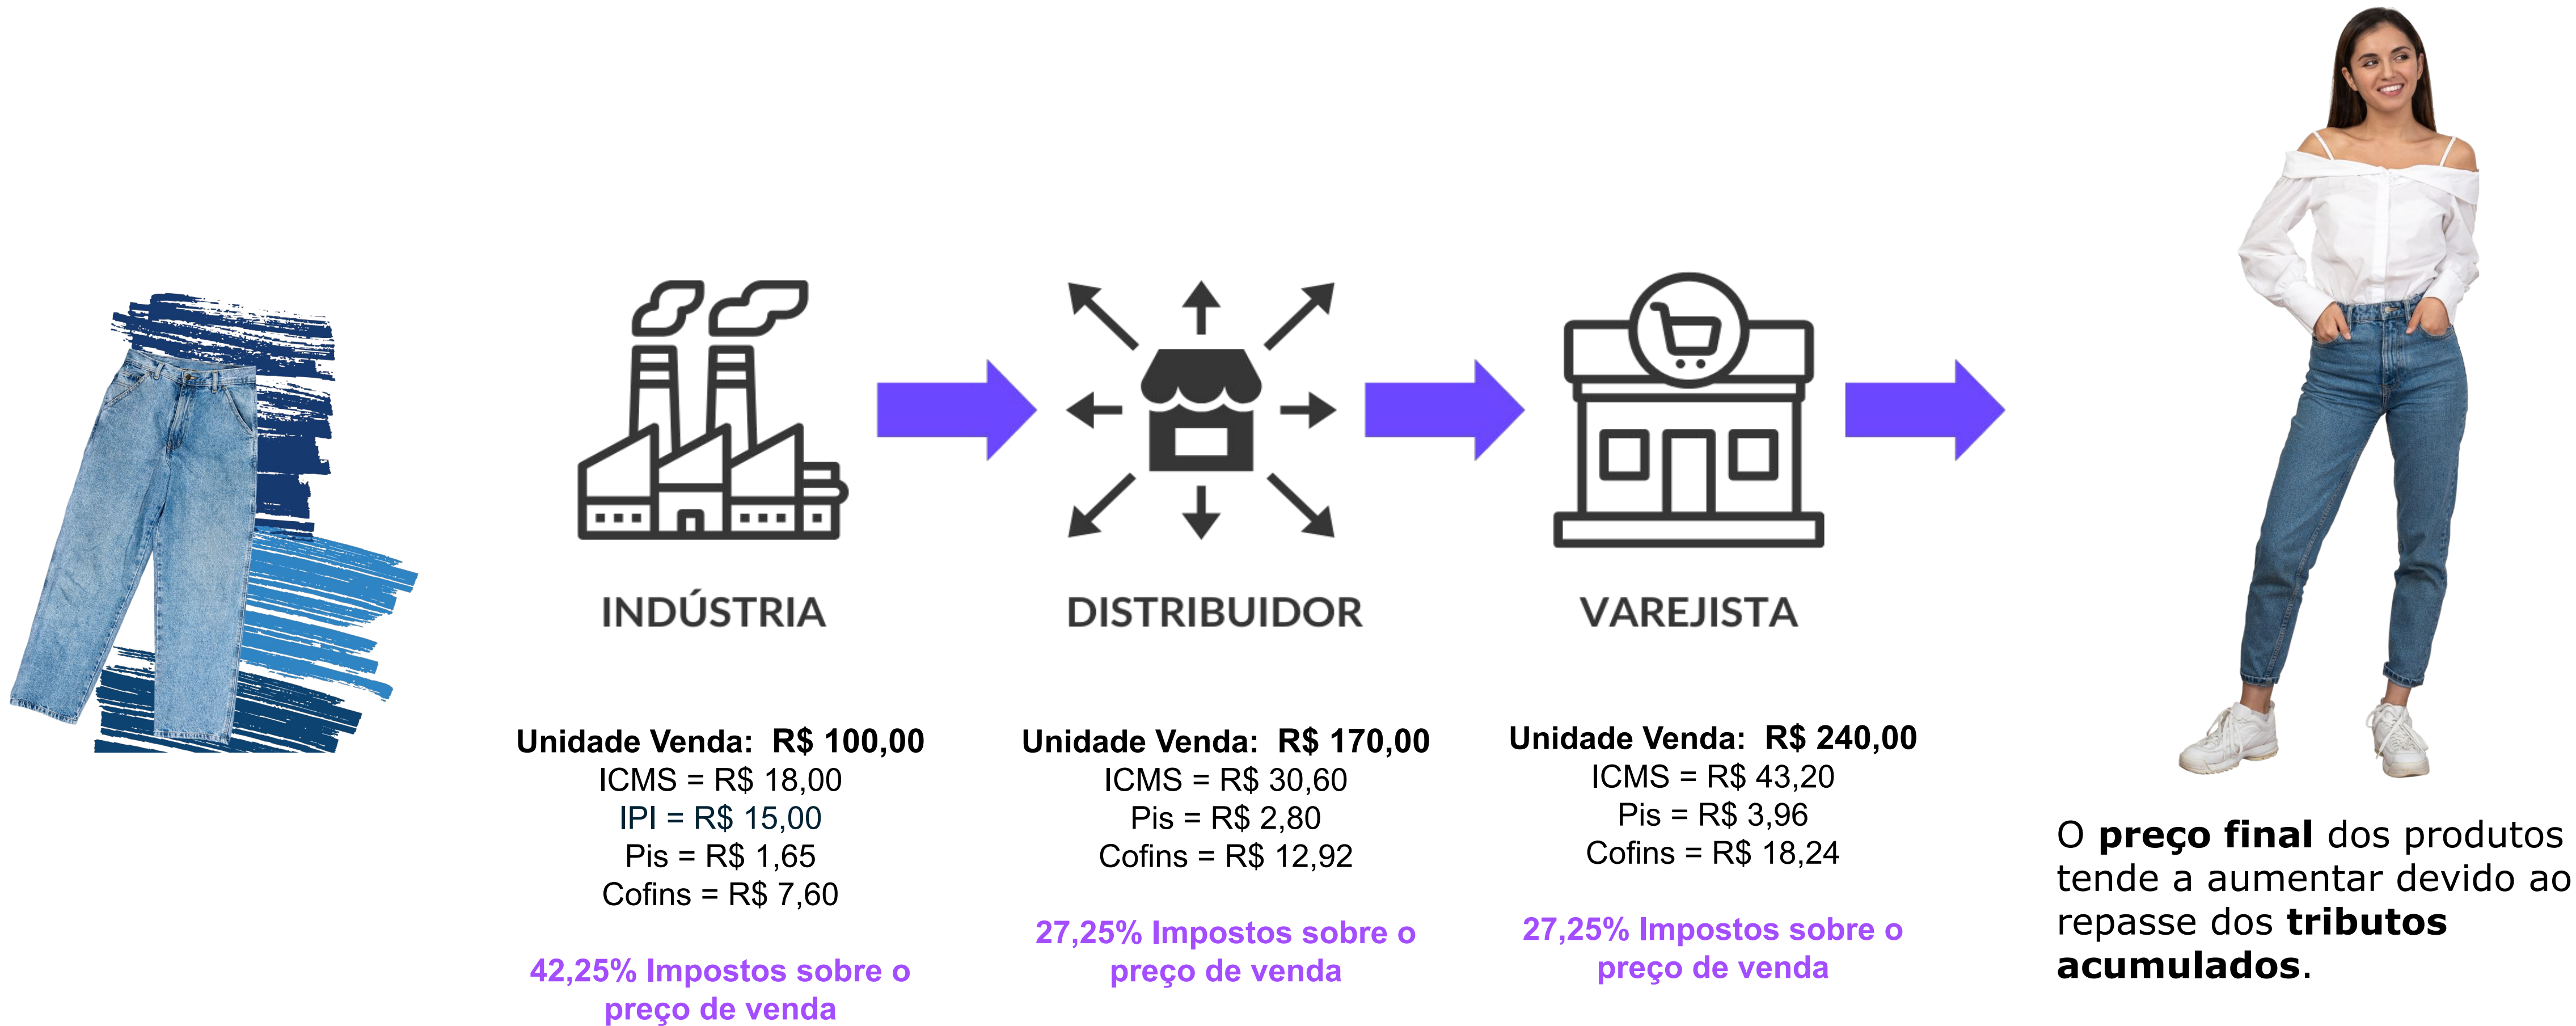 INDÚSTRIA
Unidade Venda: R$ 100,00
ICMS = R$ 18,00
IPI = R$ 15,00
Pis = R$ 1,65
Cofins = R$ 7,60
42,25% Impostos sobre o
preço de venda
DISTRIBUIDOR
Unidade Venda: R$ 170,00
ICMS = R$ 30,60
Pis = R$ 2,80
Cofins = R$ 12,92
27,25% Impostos sobre o
preço de venda
VAREJISTA
Unidade Venda: R$ 240,00
ICMS = R$ 43,20
Pis = R$ 3,96
Cofins = R$ 18,24
27,25% Impostos sobre o
preço de venda
O preço final dos produtos
tende a aumentar devido ao
repasse dos tributos
acumulados.